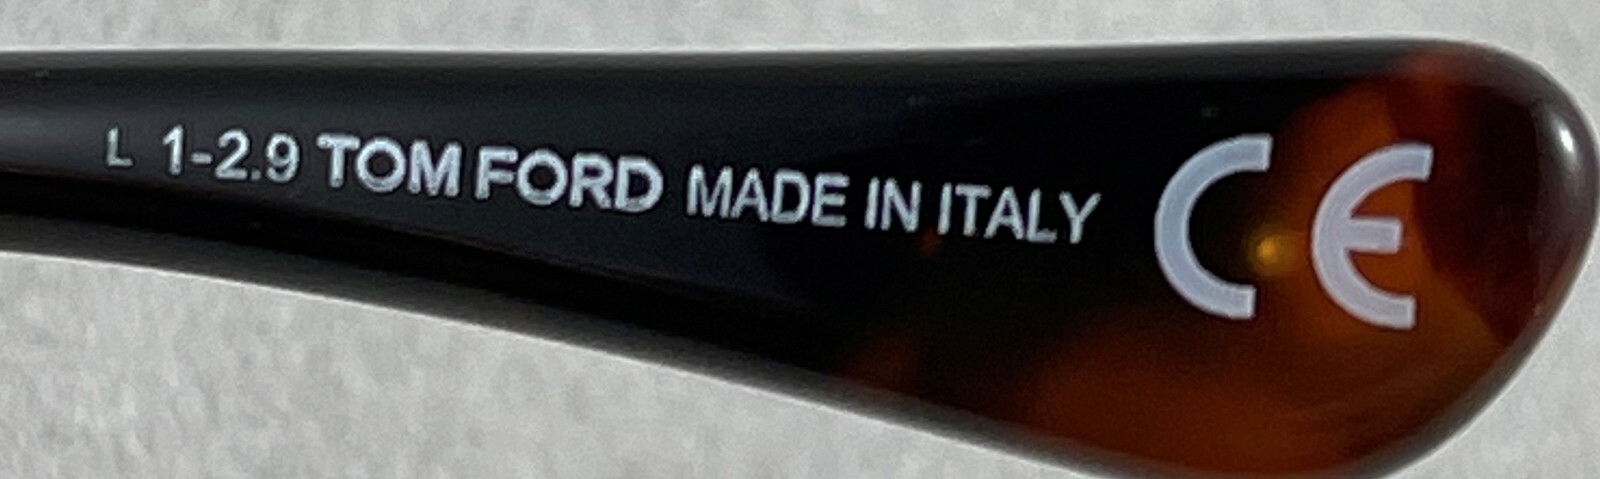 L 1-2.9 TOM FORD MADE IN ITALY CE